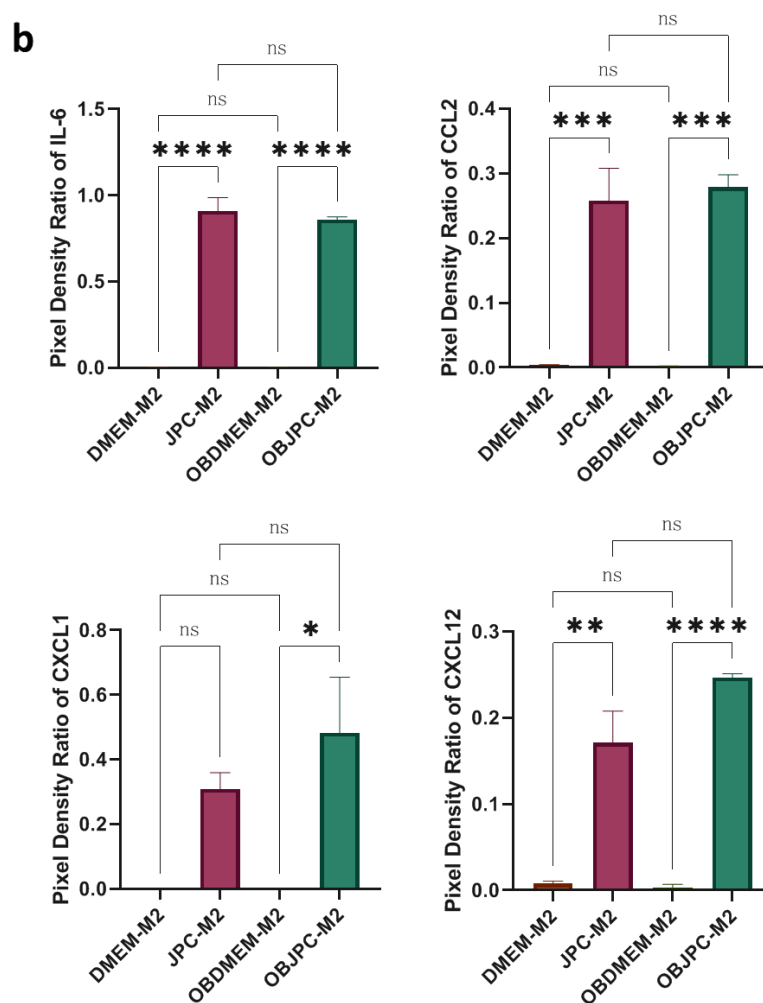 b
ns
ns
**** ****
Pixel Density Ratio of IL-6
1.5
1.0
0.5
0.0
DMEM-M2
JPC-M2
OBDMEM-M2
OBJPC-M2
ns
ns
*** ***
Pixel Density Ratio of CCL2
0.4
0.3
0.2
0.1
0.0
DMEM-M2
JPC-M2
OBDMEM-M2
OBJPC-M2
ns
ns
ns *
Pixel Density Ratio of CXCL1
0.8
0.6
0.4
0.2
0.0
DMEM-M2
JPC-M2
OBDMEM-M2
OBJPC-M2
ns
ns
** ****
Pixel Density Ratio of CXCL12
0.3
0.2
0.1
0.0
DMEM-M2
JPC-M2
OBDMEM-M2
OBJPC-M2